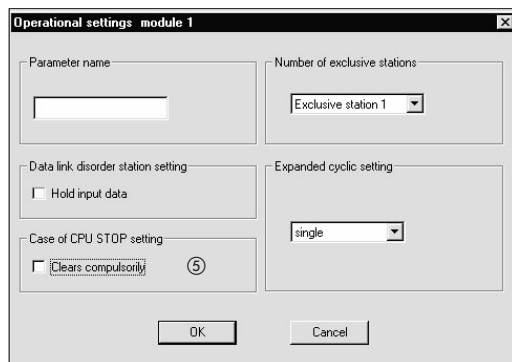 Operational settings module 1
Parameter name
Number of exclusive stations
Exclusive station 1
Data link disorder station setting
Hold input data
Expanded cyclic setting
single
Case of CPU STOP setting
Clears compulsorily ⑤
OK Cancel